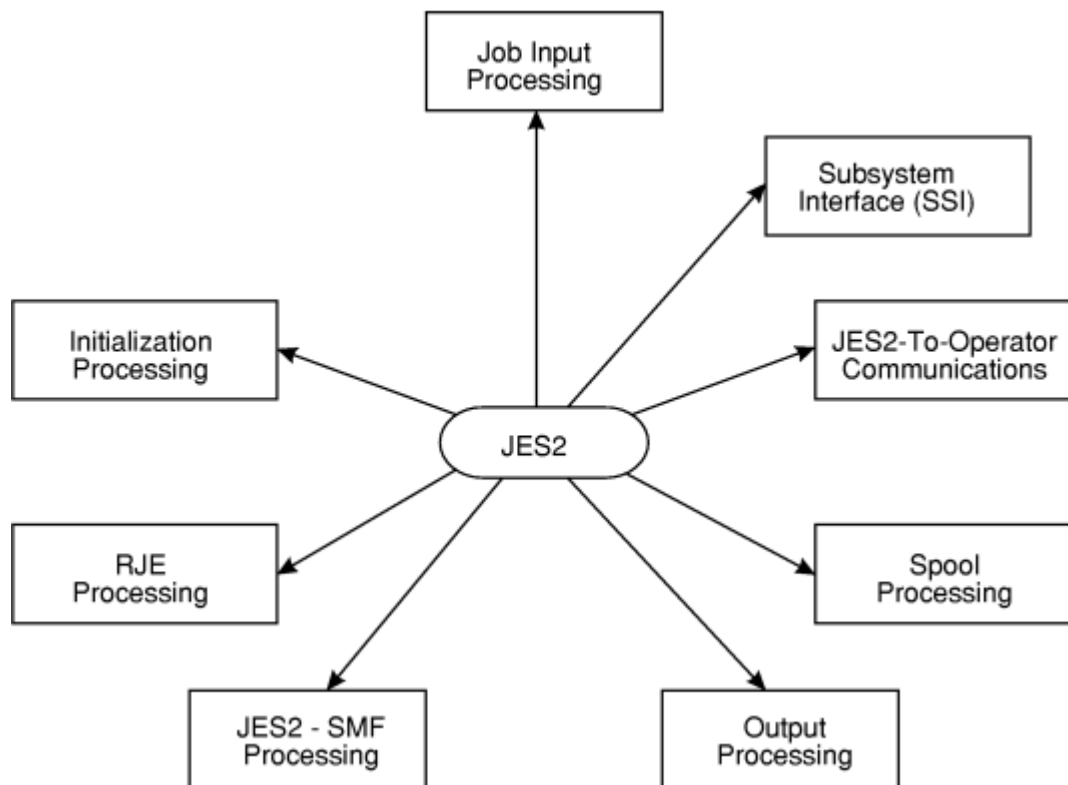 Job Input
Processing
Subsystem
Interface (SSI)
Initialization
Processing
JES2-To-Operator
Communications
JES2
RJE
Processing
Spool
Processing
JES2 - SMF
Processing
Output
Processing